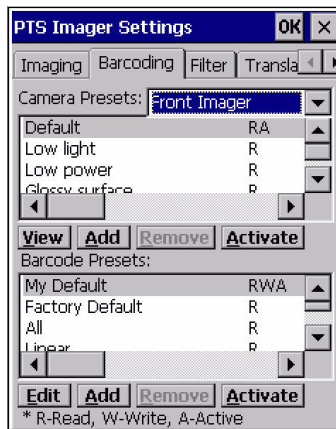 PTS Imager Settings OK ×
Imaging Barcoding Filter Transla
Camera Presets: Front Imager
Default RA
Low light R
Low power R
Glossy surface R
View Add Remove Activate
Barcode Presets:
My Default RWA
Factory Default R
All R
Linear R
Edit Add Remove Activate
* R-Read, W-Write, A-Active